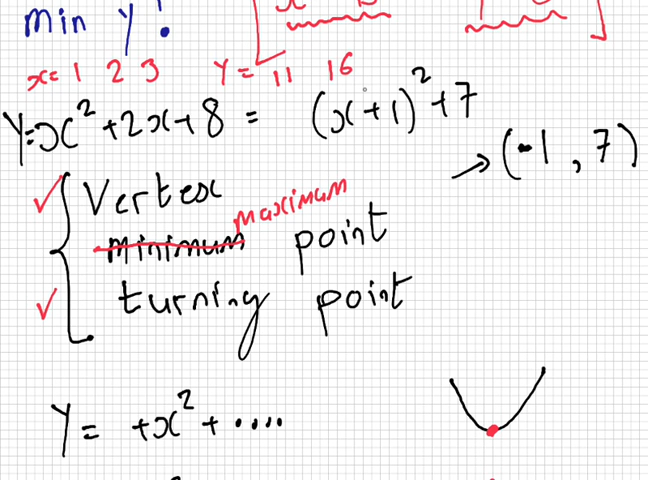 min y!
x= 1 2 3 Y= 11 16
Y=x²+2x+8 = (x+1)²+7
→ (-1, 7)
✓ Vertex
maximum
minimum point
✓ turning point
Y= +x²+....